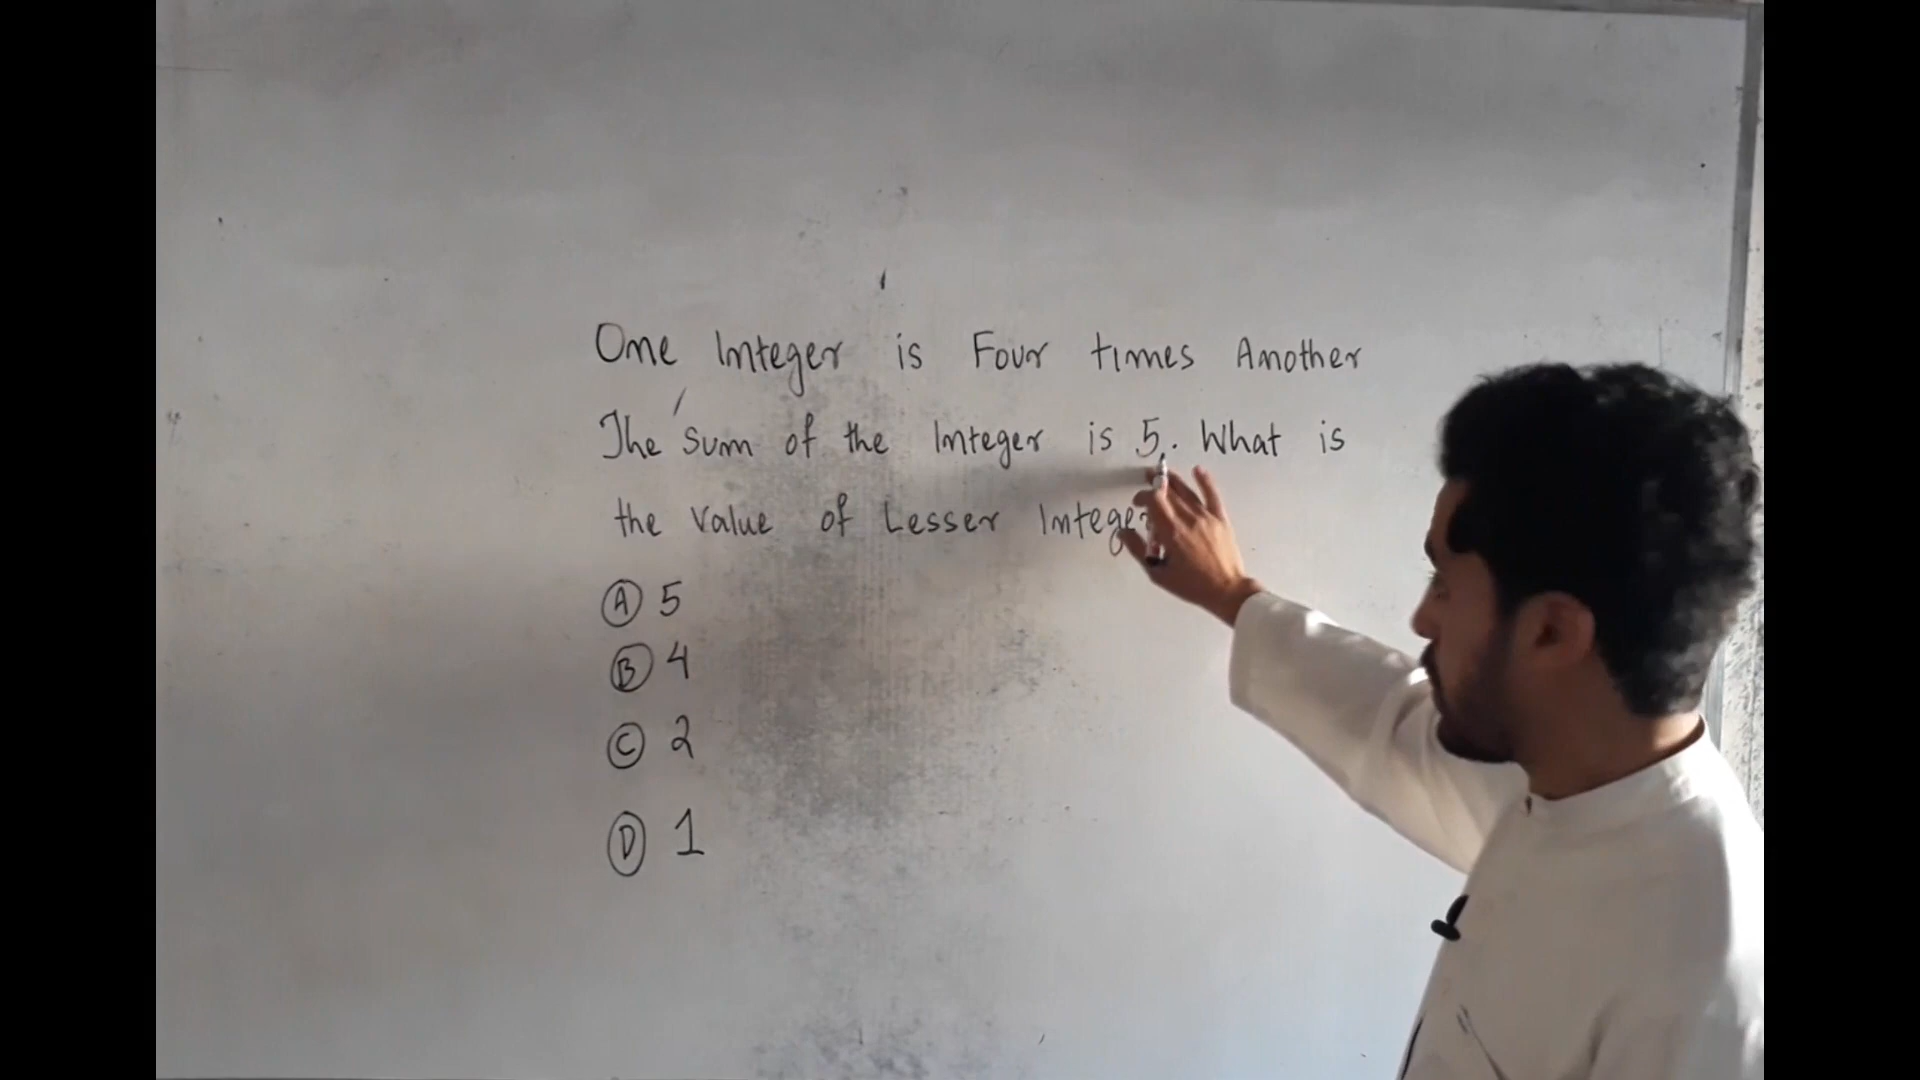 One Integer is Four times Another
The sum of the Integer is 5. What is
the value of Lesser Integer
A 5
B 4
C 2
D 1